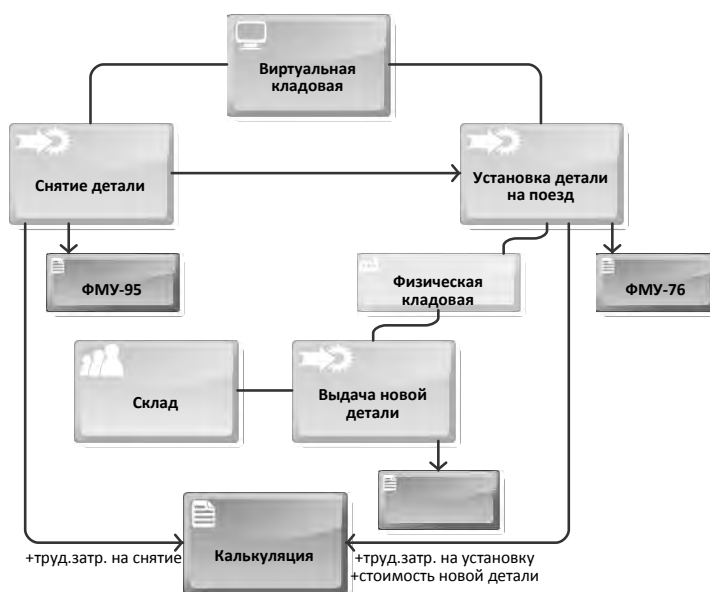 Виртуальная
кладовая
Снятие детали
Установка детали
на поезд
ФМУ-95
Физическая
кладовая
ФМУ-76
Склад
Выдача новой
детали
Калькуляция
+труд.затр. на снятие
+труд.затр. на установку
+стоимость новой детали